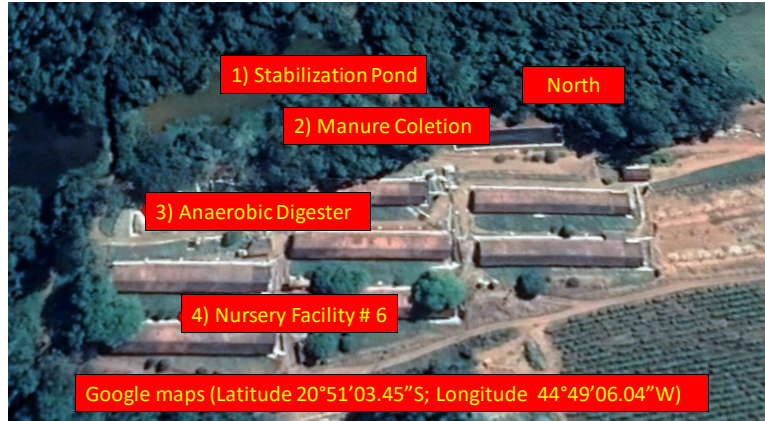 1) Stabilization Pond
North
2) Manure Coletion
3) Anaerobic Digester
4) Nursery Facility # 6
Google maps (Latitude 20°51’03.45”S; Longitude 44°49’06.04”W)